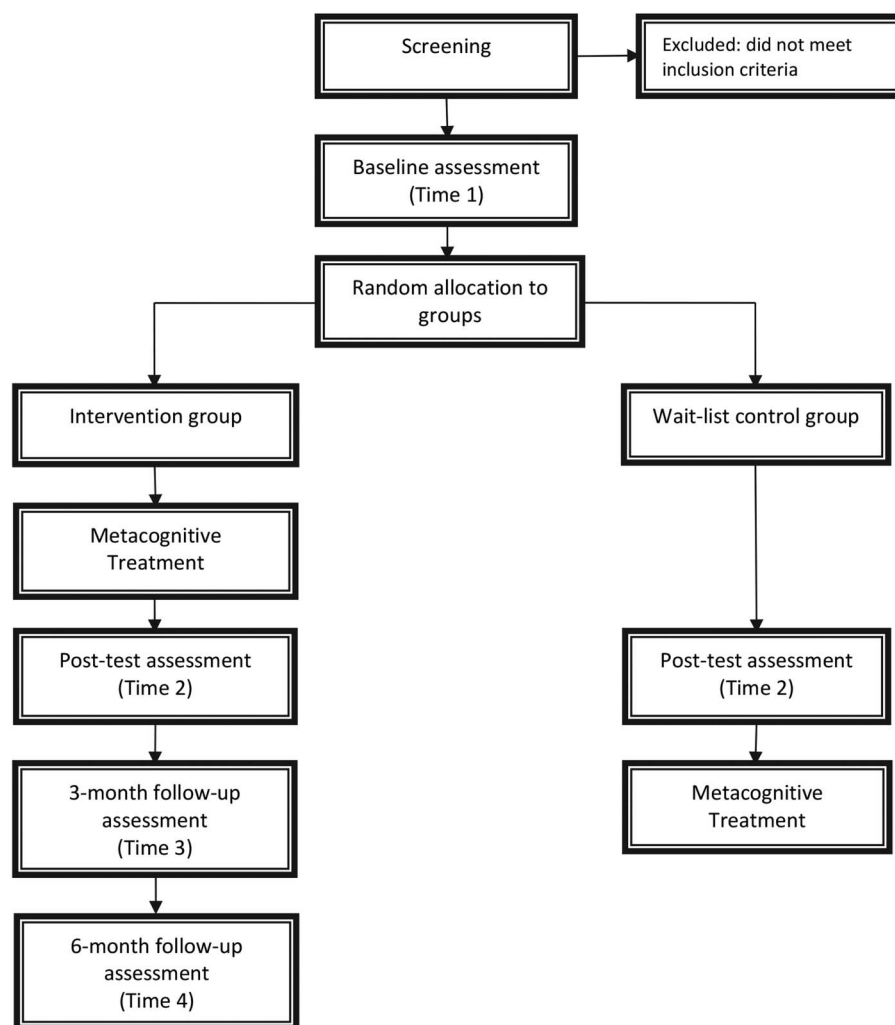 Screening
Excluded: did not meet
inclusion criteria
Baseline assessment
(Time 1)
Random allocation to
groups
Intervention group
Wait-list control group
Metacognitive
Treatment
Post-test assessment
(Time 2)
Post-test assessment
(Time 2)
3-month follow-up
assessment
(Time 3)
Metacognitive
Treatment
6-month follow-up
assessment
(Time 4)